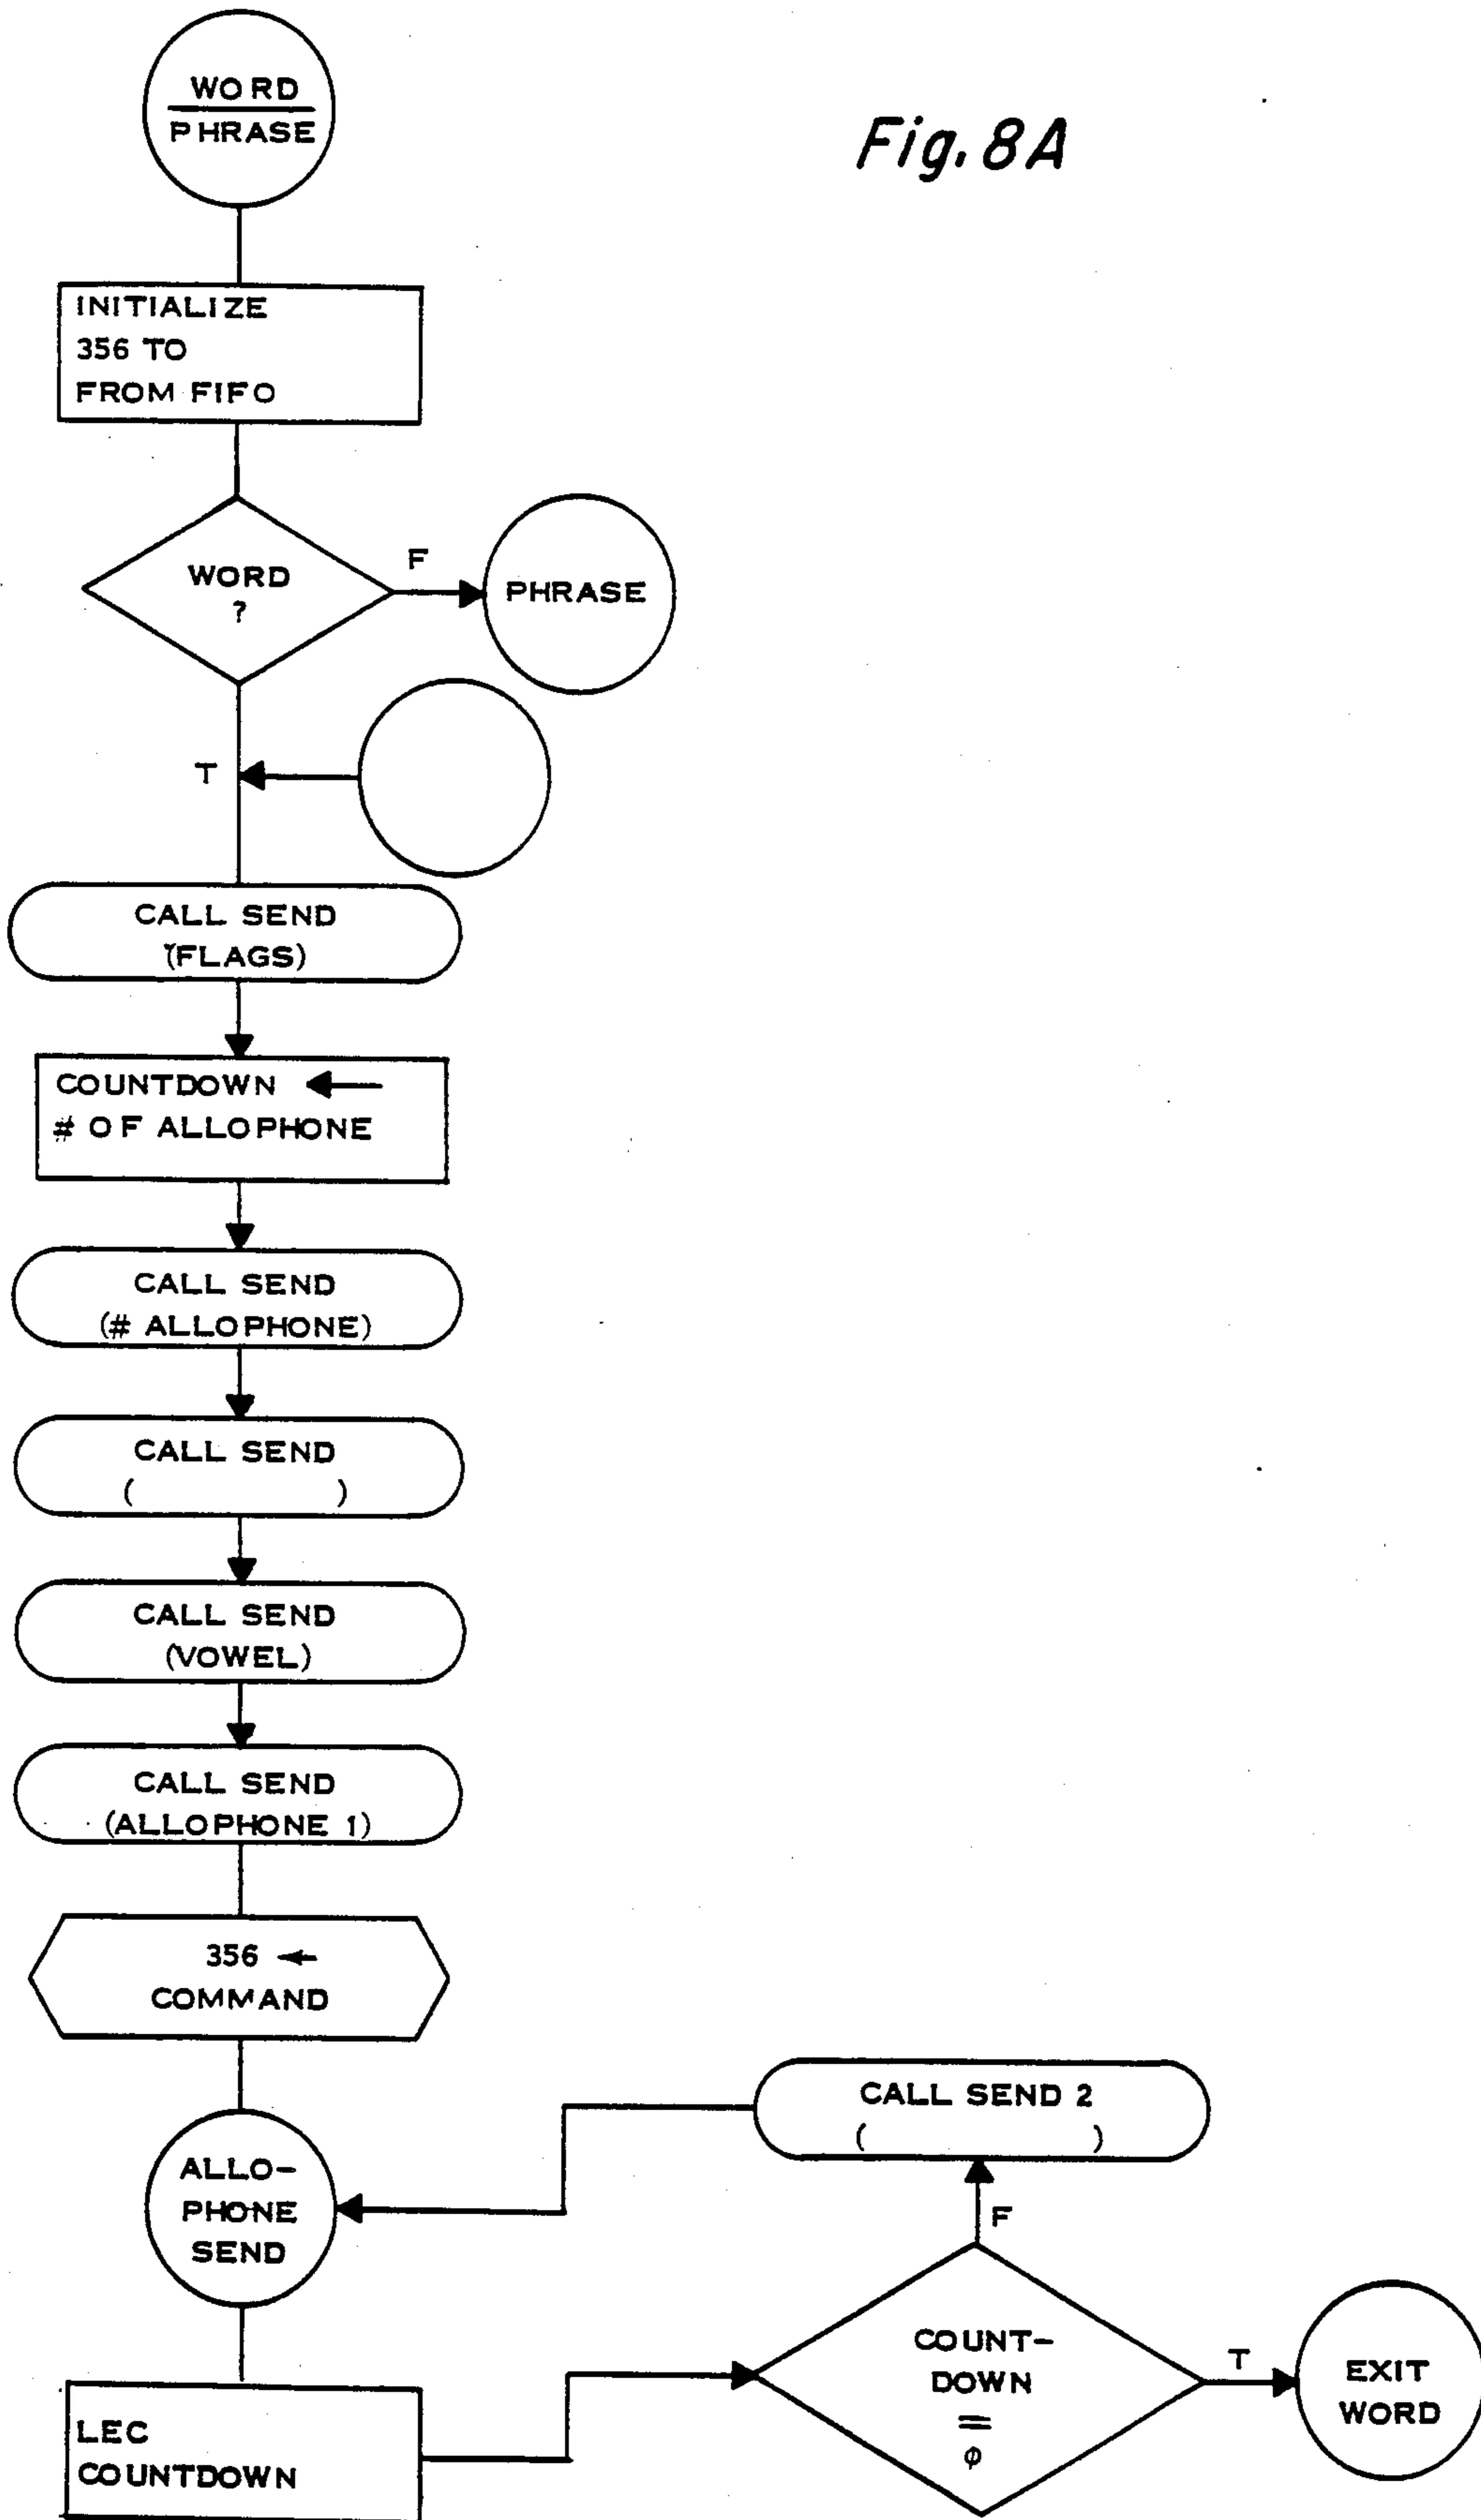 Fig. 8A
WORD
PHRASE
INITIALIZE
356 TO
FROM FIFO
WORD
?
F
PHRASE
T
CALL SEND
(FLAGS)
COUNTDOWN ←
# OF ALLOPHONE
CALL SEND
(# ALLOPHONE)
CALL SEND
( )
CALL SEND
(VOWEL)
CALL SEND
(ALLOPHONE 1)
356 ←
COMMAND
ALLO-
PHONE
SEND
LEC
COUNTDOWN
COUNT-
DOWN
=
φ
F
CALL SEND 2
( )
T
EXIT
WORD